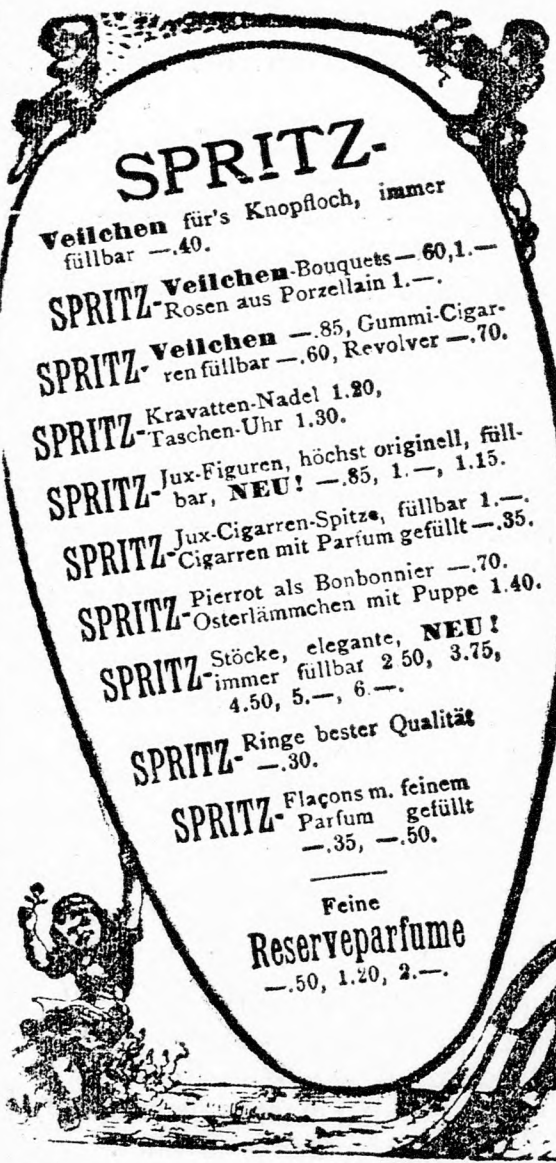 SPRITZ-
Veilchen für's Knopfloch, immer
füllbar —.40.
SPRITZ-Veilchen-Bouquets—.60,1.—
Rosen aus Porzellain 1.—.
SPRITZ-Veilchen —.85, Gummi-Cigar-
ren füllbar —.60, Revolver —.70.
SPRITZ-Kravatten-Nadel 1.20,
Taschen-Uhr 1.30.
SPRITZ-Jux-Figuren, höchst originell, füll-
bar, NEU! —.85, 1.—, 1.15.
SPRITZ-Jux-Cigarren-Spitze, füllbar 1.—.
Cigarren mit Parfum gefüllt—.35.
SPRITZ-Pierrot als Bonbonnier —.70.
Osterlämmchen mit Puppe 1.40.
SPRITZ-Stöcke, elegante, NEU!
immer füllbar 2.50, 3.75,
4.50, 5.—, 6.—.
SPRITZ-Ringe bester Qualität
—.30.
SPRITZ-Flaçons m. feinem
Parfum gefüllt
—.35, —.50.
Feine
Reserveparfume
—.50, 1.20, 2.—.